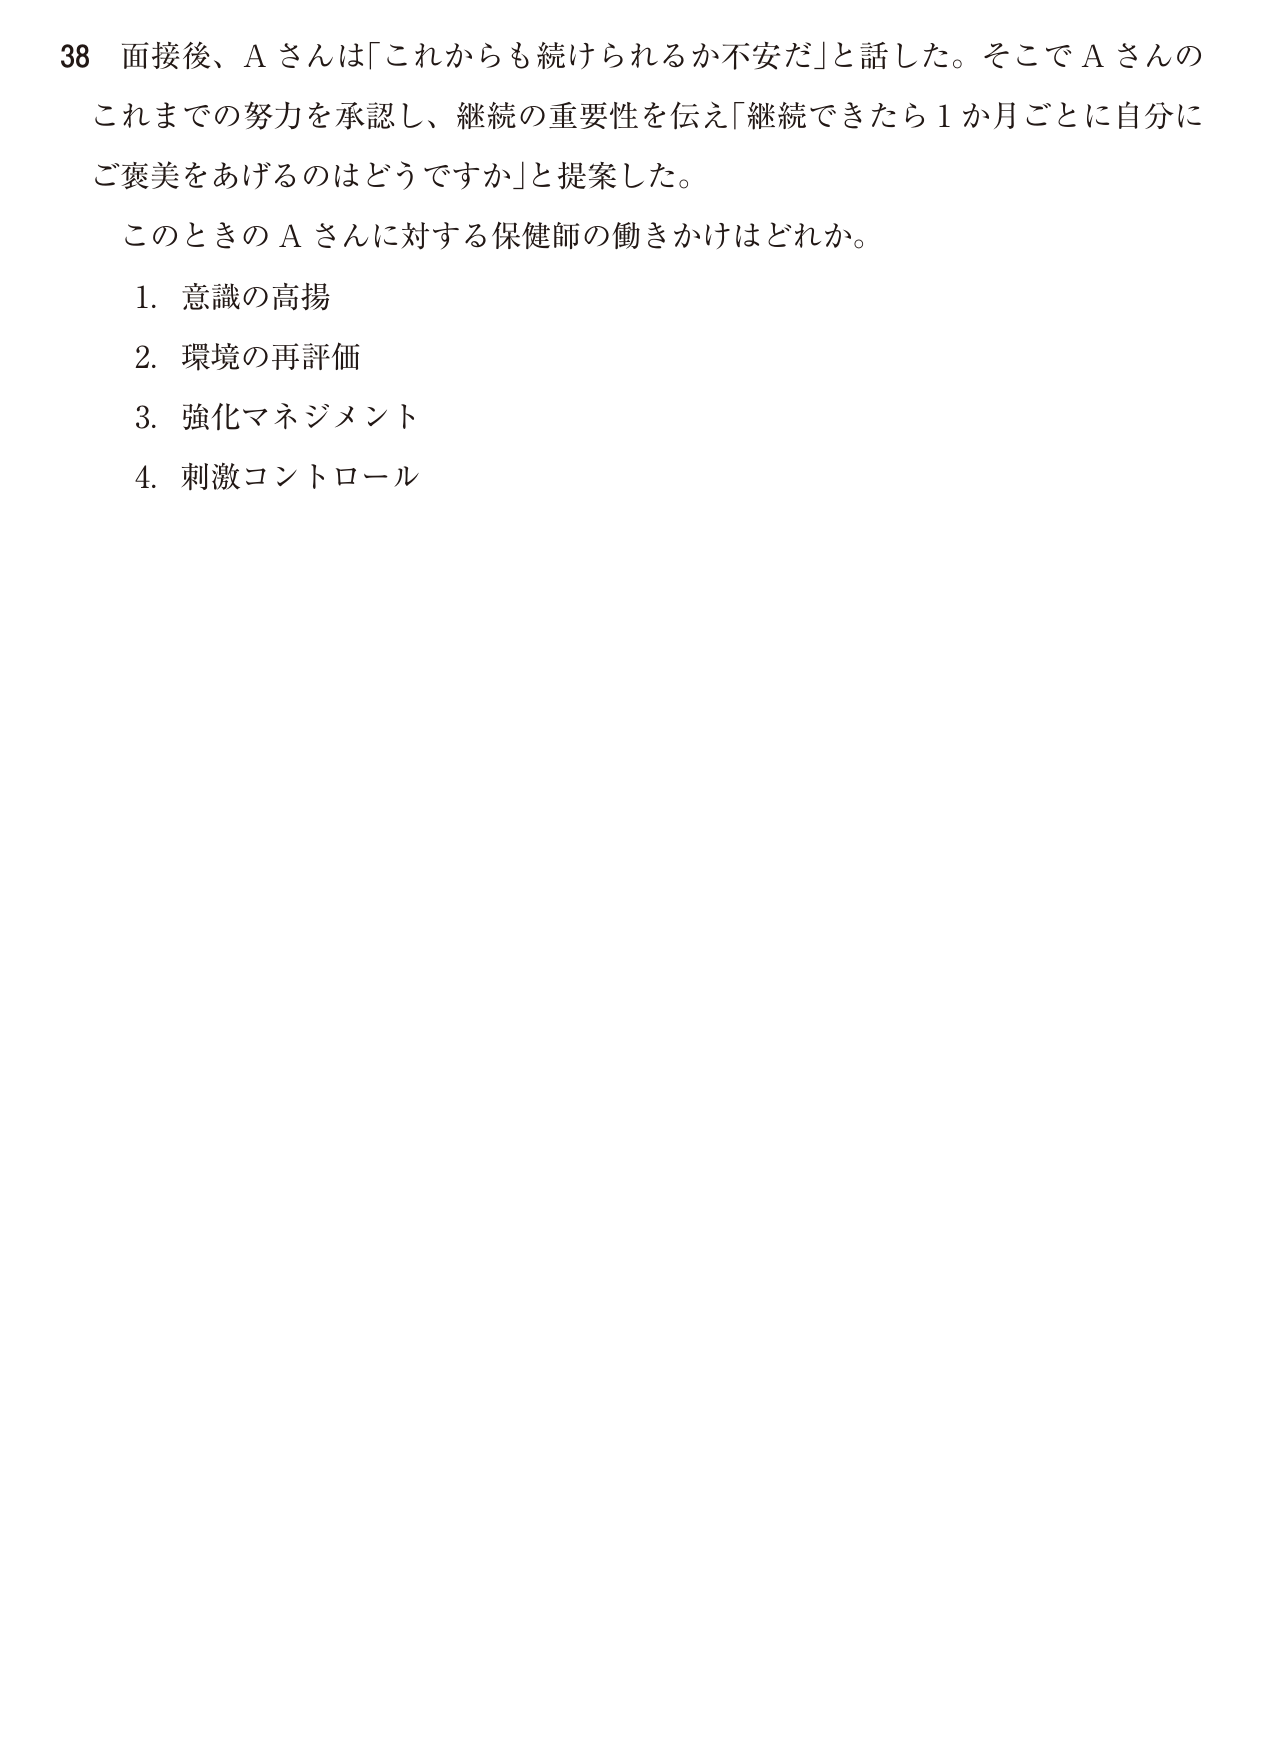 38 面接後、A さんは「これからも続けられるか不安だ」と話した。そこで A さんの
これまでの努力を承認し、継続の重要性を伝え「継続できたら 1 か月ごとに自分に
ご褒美をあげるのはどうですか」と提案した。
このときの A さんに対する保健師の働きかけはどれか。
1. 意識の高揚
2. 環境の再評価
3. 強化マネジメント
4. 刺激コントロール